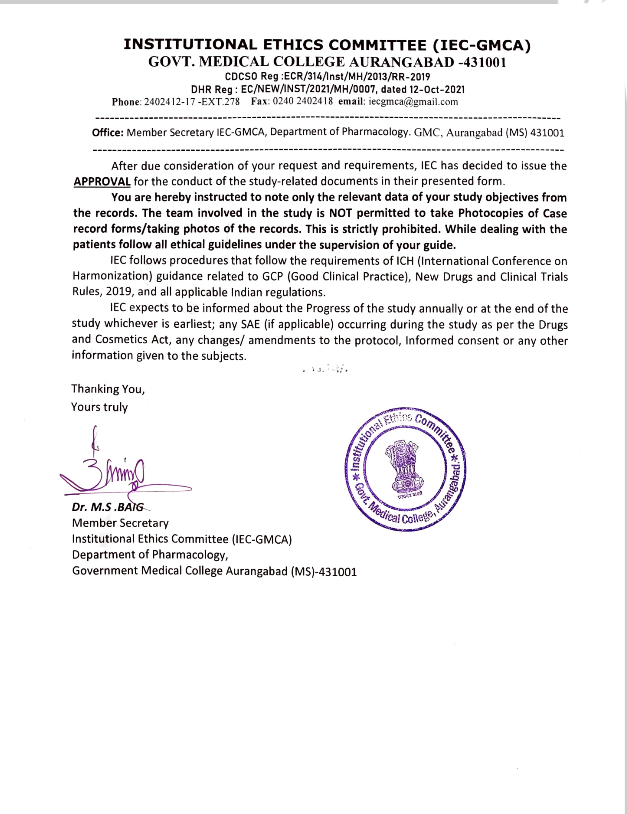 INSTITUTIONAL ETHICS COMMITTEE (IEC-GMCA)
GOVT. MEDICAL COLLEGE AURANGABAD -431001
CDCSO Reg :ECR/314/Inst/MH/2013/RR-2019
DHR Reg : EC/NEW/INST/2021/MH/0007, dated 12-Oct-2021
Phone: 2402412-17 -EXT.278 Fax: 0240 2402418 email: iecgmca@gmail.com
Office: Member Secretary IEC-GMCA, Department of Pharmacology. GMC, Aurangabad (MS) 431001
After due consideration of your request and requirements, IEC has decided to issue the
APPROVAL for the conduct of the study-related documents in their presented form.
You are hereby instructed to note only the relevant data of your study objectives from
the records. The team involved in the study is NOT permitted to take Photocopies of Case
record forms/taking photos of the records. This is strictly prohibited. While dealing with the
patients follow all ethical guidelines under the supervision of your guide.
IEC follows procedures that follow the requirements of ICH (International Conference on
Harmonization) guidance related to GCP (Good Clinical Practice), New Drugs and Clinical Trials
Rules, 2019, and all applicable Indian regulations.
IEC expects to be informed about the Progress of the study annually or at the end of the
study whichever is earliest; any SAE (if applicable) occurring during the study as per the Drugs
and Cosmetics Act, any changes/ amendments to the protocol, Informed consent or any other
information given to the subjects.
Thanking You,
Yours truly
Institutional Ethics Committee
Govt. Medical College, Aurangabad.
Dr. M.S .BAIG
Member Secretary
Institutional Ethics Committee (IEC-GMCA)
Department of Pharmacology,
Government Medical College Aurangabad (MS)-431001